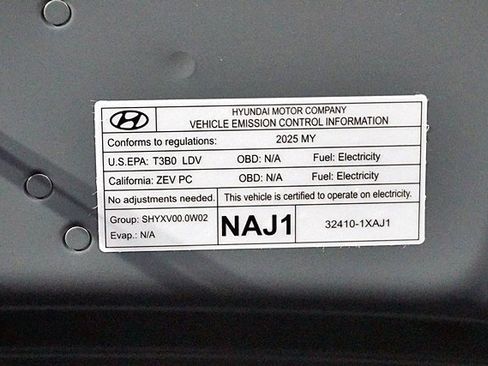 HYUNDAI MOTOR COMPANY
VEHICLE EMISSION CONTROL INFORMATION
Conforms to regulations: 2025 MY
U.S.EPA: T3B0 LDV OBD: N/A Fuel: Electricity
California: ZEV PC OBD: N/A Fuel: Electricity
No adjustments needed. This vehicle is certified to operate on electricity.
Group: SHYXV00.0W02
Evap.: N/A
NAJ1
32410-1XAJ1